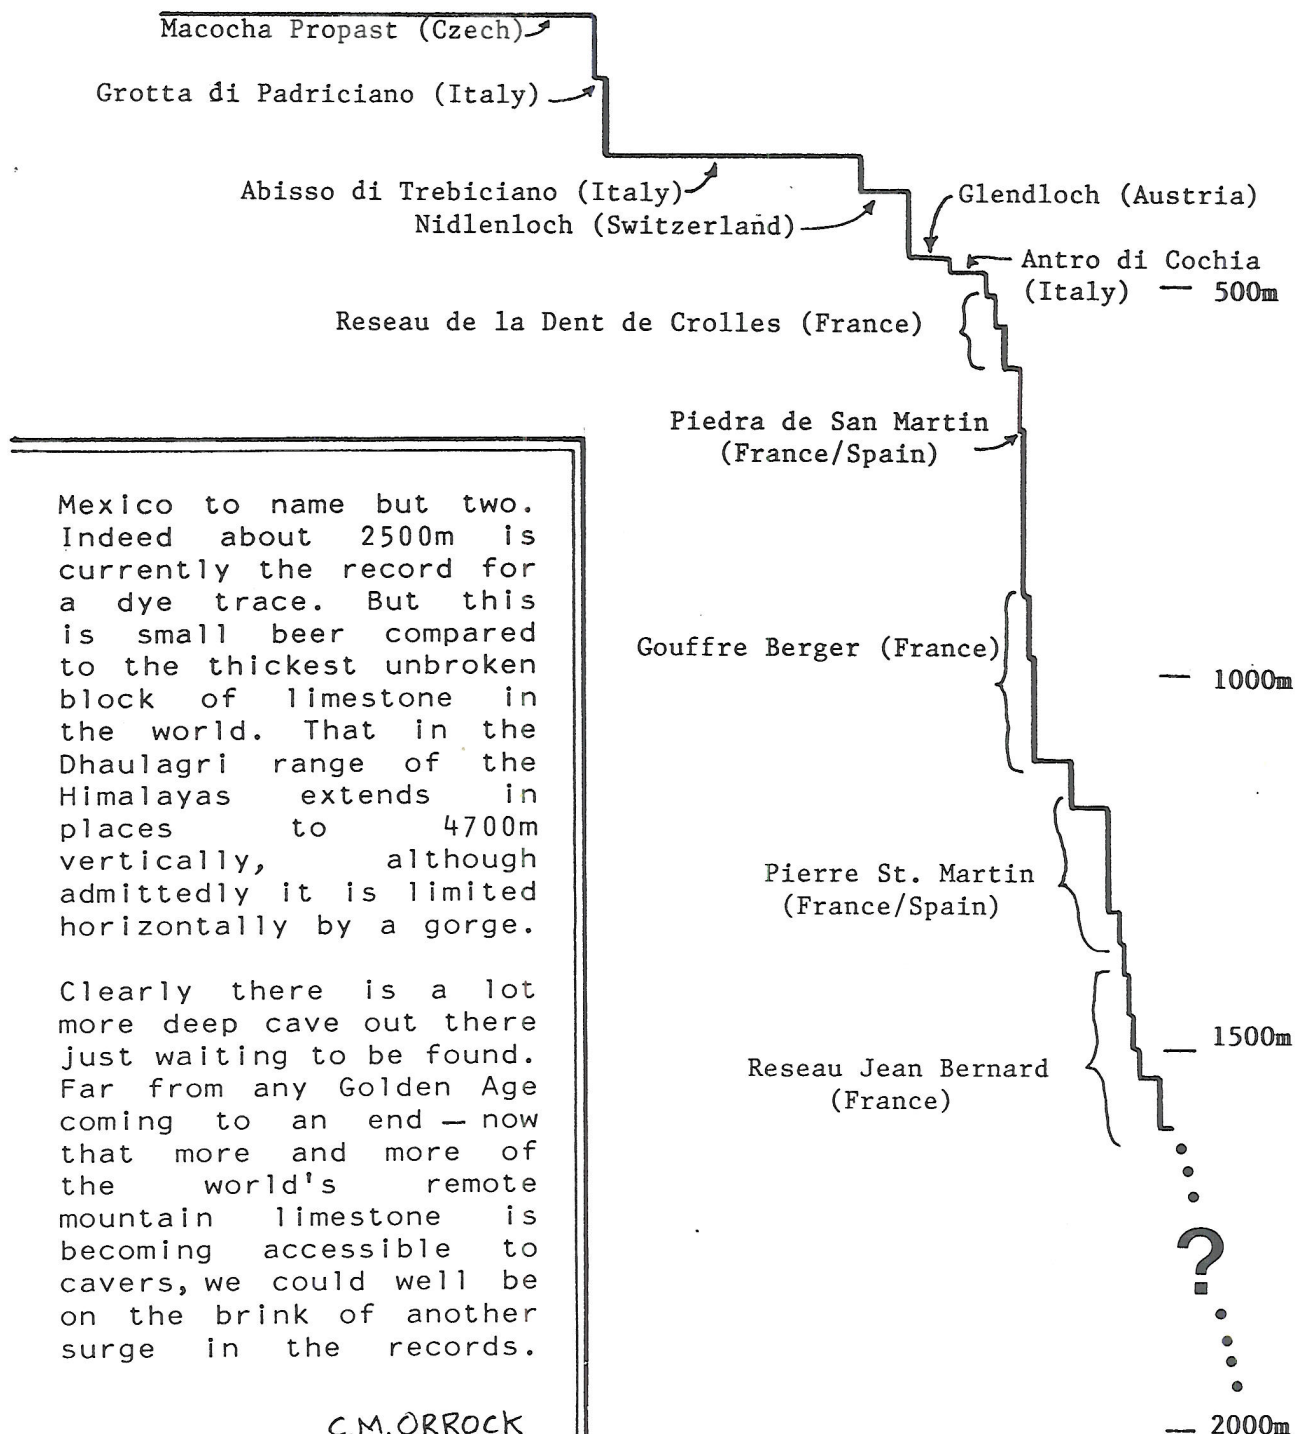 Macocha Propast (Czech)
Grotta di Padriciano (Italy)
Abisso di Trebiciano (Italy)
Nidlenloch (Switzerland)
Glendloch (Austria)
Antro di Cochia
(Italy)
500m
Reseau de la Dent de Crolles (France)
Piedra de San Martin
(France/Spain)
Gouffre Berger (France)
1000m
Pierre St. Martin
(France/Spain)
1500m
Reseau Jean Bernard
(France)
?
2000m
Mexico to name but two.
Indeed about 2500m is
currently the record for
a dye trace. But this
is small beer compared
to the thickest unbroken
block of limestone in
the world. That in the
Dhaulagri range of the
Himalayas extends in
places to 4700m
vertically, although
admittedly it is limited
horizontally by a gorge.
Clearly there is a lot
more deep cave out there
just waiting to be found.
Far from any Golden Age
coming to an end — now
that more and more of
the world's remote
mountain limestone is
becoming accessible to
cavers, we could well be
on the brink of another
surge in the records.
C.M.ORROCK